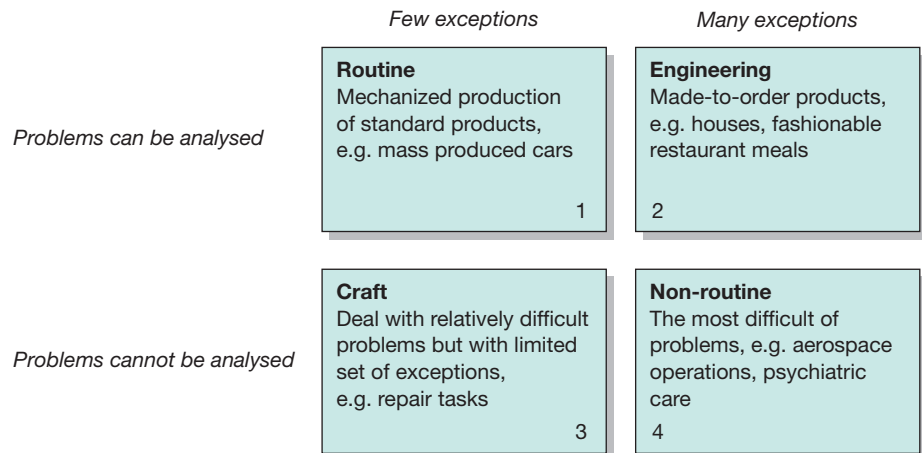 Few exceptions
Many exceptions
Problems can be analysed
Routine
Mechanized production
of standard products,
e.g. mass produced cars
1
Engineering
Made-to-order products,
e.g. houses, fashionable
restaurant meals
2
Problems cannot be analysed
Craft
Deal with relatively difficult
problems but with limited
set of exceptions,
e.g. repair tasks
3
Non-routine
The most difficult of
problems, e.g. aerospace
operations, psychiatric
care
4